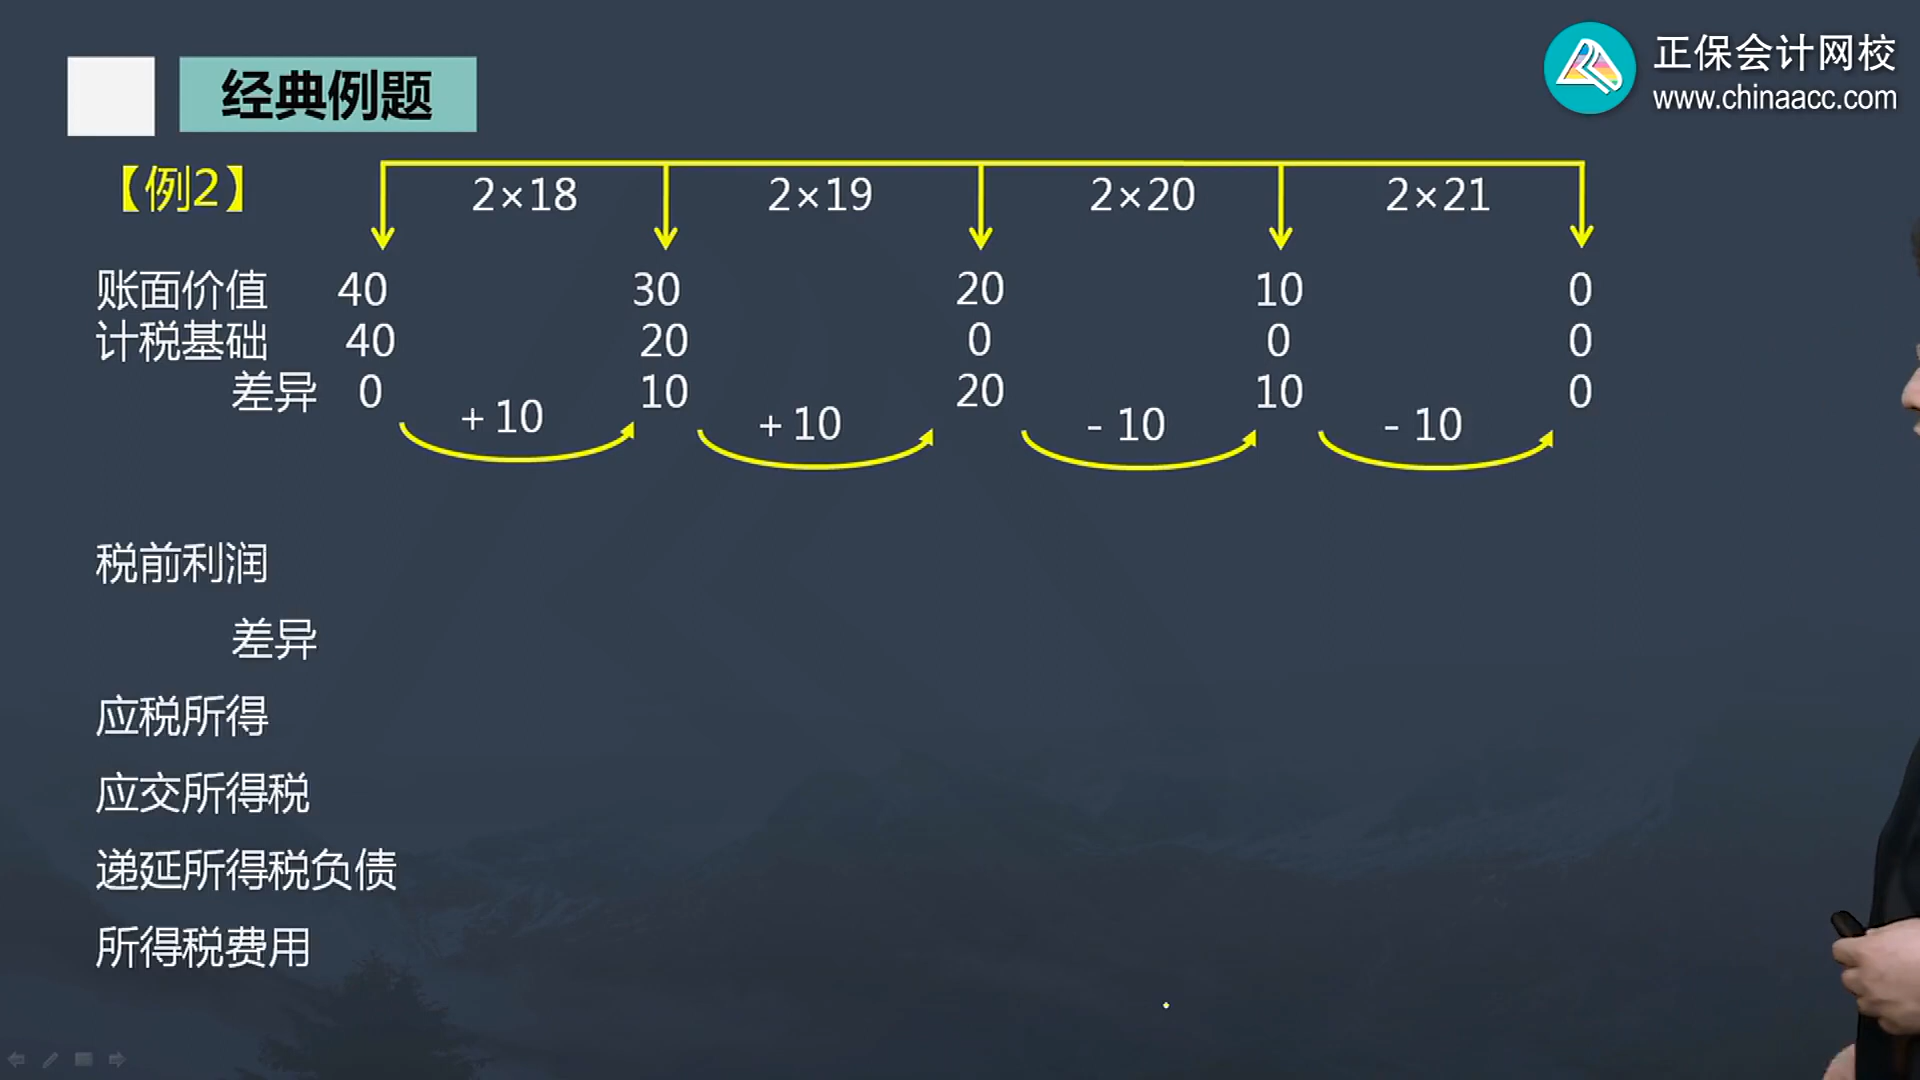 正保会计网校
www.chinaacc.com
经典例题
【例2】 2×18 2×19 2×20 2×21
账面价值 40 30 20 10 0
计税基础 40 20 0 0 0
差异 0 10 20 10 0
+10 +10 -10 -10
税前利润
差异
应税所得
应交所得税
递延所得税负债
所得税费用